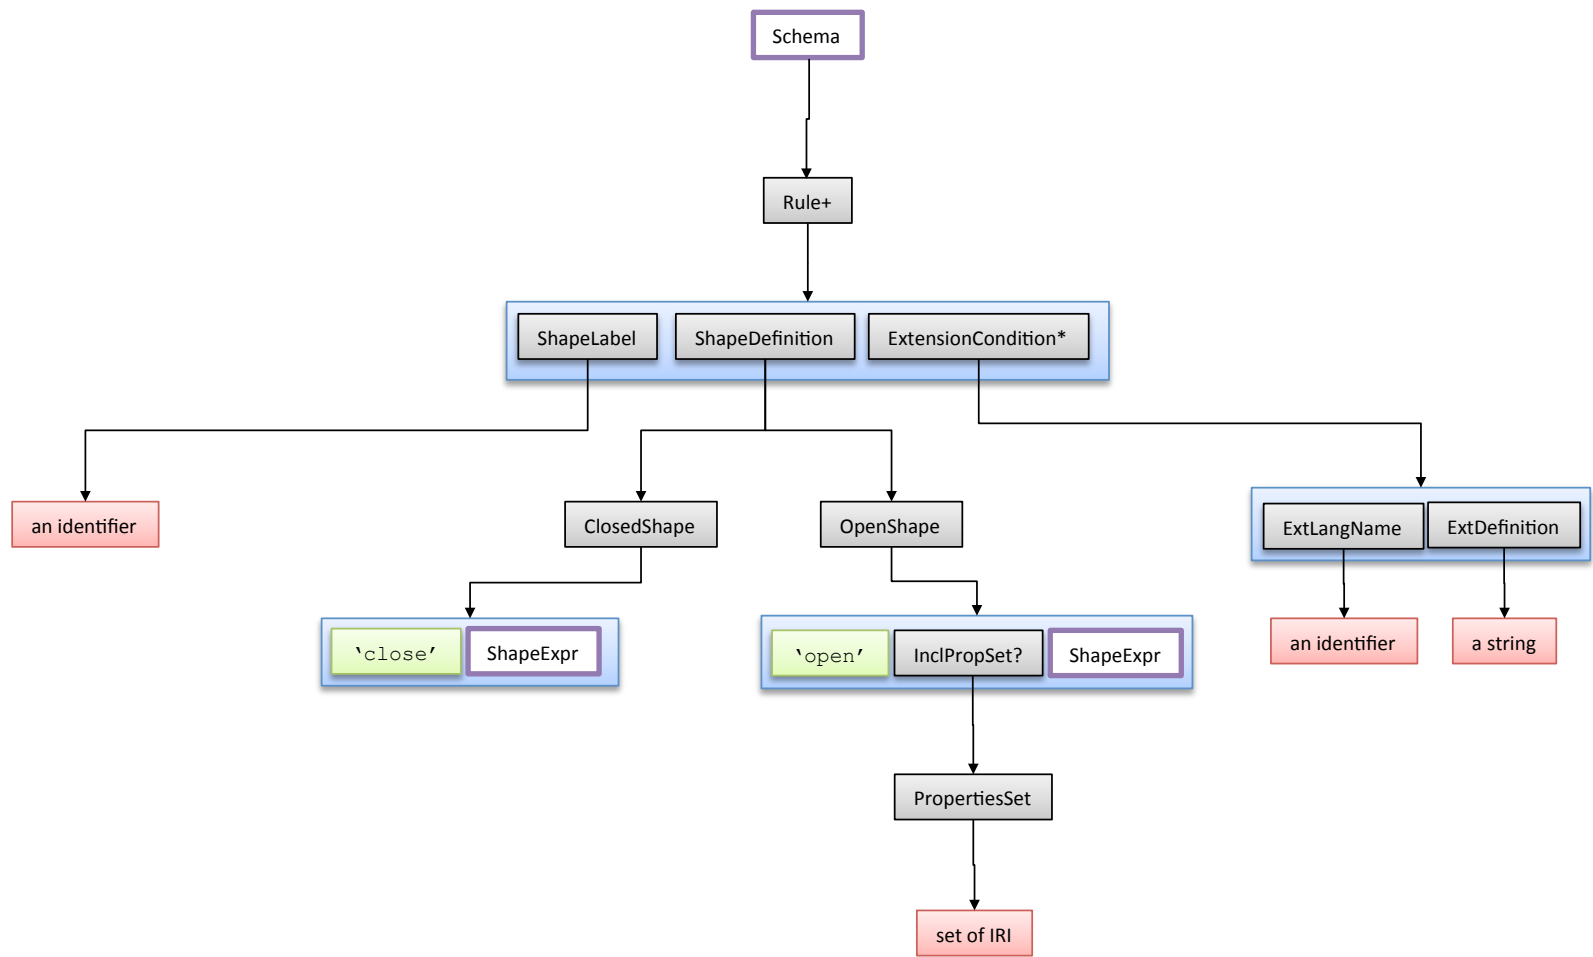 Schema
Rule+
ShapeLabel
ShapeDefinition
ExtensionCondition*
an identifier
ClosedShape
OpenShape
ExtLangName
ExtDefinition
‘close’
ShapeExpr
‘open’
InclPropSet?
ShapeExpr
an identifier
a string
PropertiesSet
set of IRI